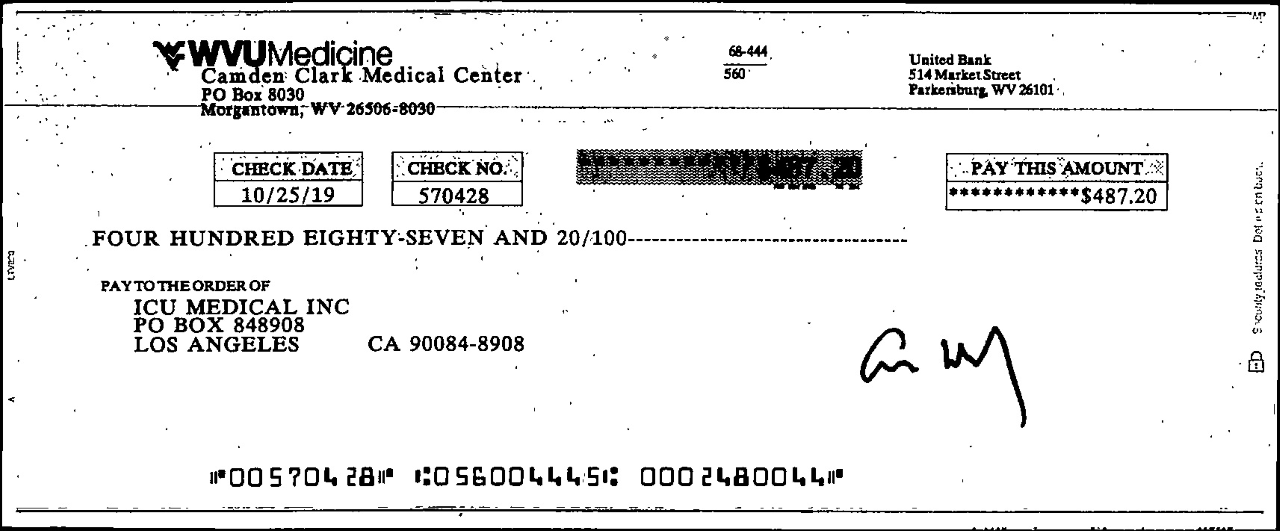 WVUMedicine
Camden Clark Medical Center
PO Box 8030
Morgantown, WV 26506-8030
68-444
560
United Bank
514 Market Street
Parkersburg, WV 26101
CHECK DATE
10/25/19
CHECK NO.
570428
$487.20
PAY THIS AMOUNT
************$487.20
FOUR HUNDRED EIGHTY-SEVEN AND 20/100-----------------------------------
PAY TO THE ORDER OF
ICU MEDICAL INC
PO BOX 848908
LOS ANGELES CA 90084-8908
Security features. Details on back.
⑈00570428⑈ ⑆056004445⑆ 0002480044⑈